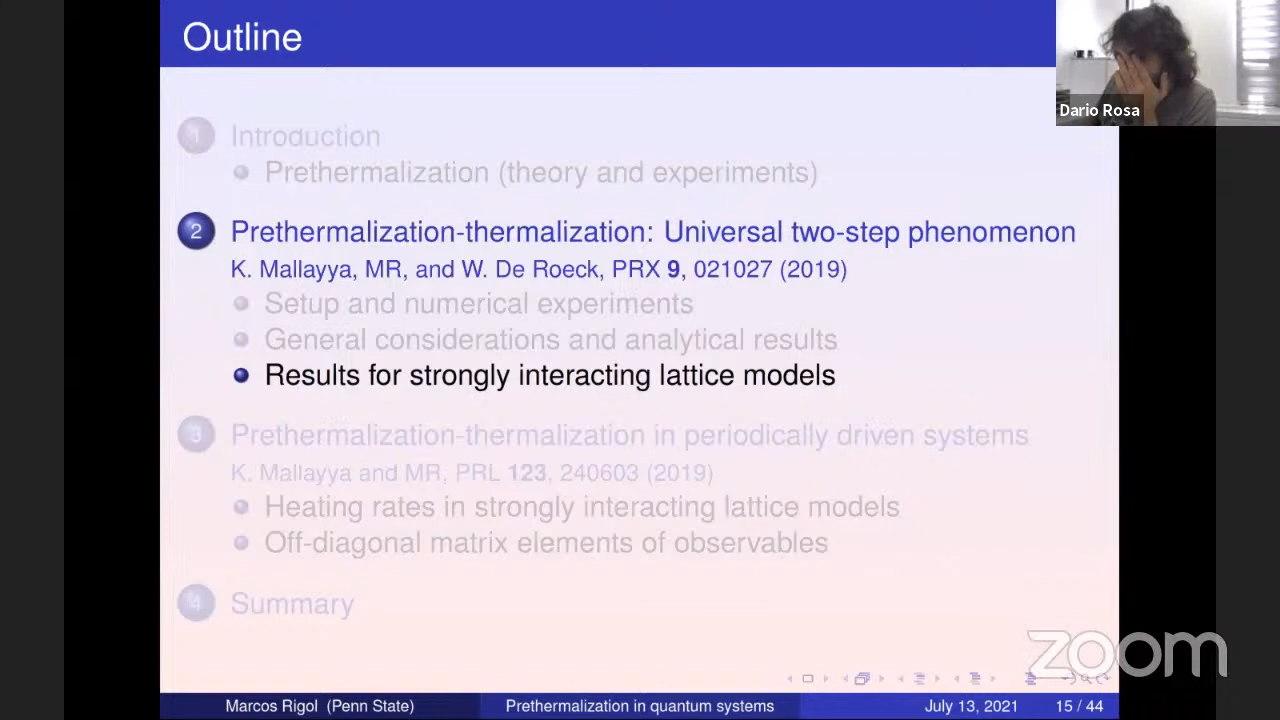 Outline
Dario Rosa
1 Introduction
Prethermalization (theory and experiments)
2 Prethermalization-thermalization: Universal two-step phenomenon
K. Mallayya, MR, and W. De Roeck, PRX 9, 021027 (2019)
Setup and numerical experiments
General considerations and analytical results
Results for strongly interacting lattice models
3 Prethermalization-thermalization in periodically driven systems
K. Mallayya and MR, PRL 123, 240603 (2019)
Heating rates in strongly interacting lattice models
Off-diagonal matrix elements of observables
4 Summary
zoom
Marcos Rigol (Penn State) Prethermalization in quantum systems July 13, 2021 15 / 44